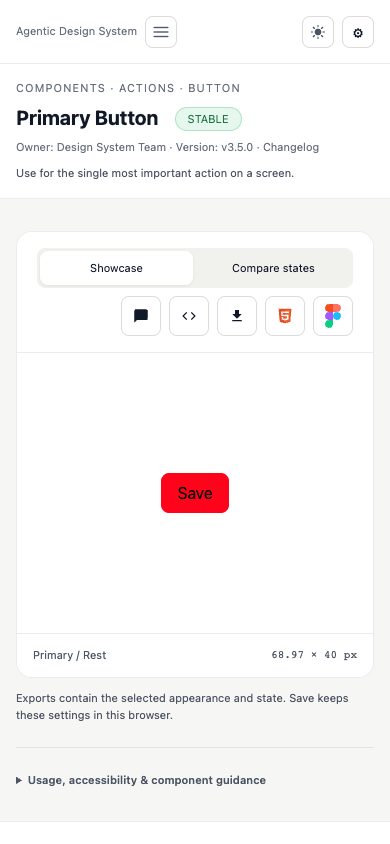 Agentic Design System
COMPONENTS · ACTIONS · BUTTON
Primary Button STABLE
Owner: Design System Team · Version: v3.5.0 · Changelog
Use for the single most important action on a screen.
Showcase Compare states
Save
Primary / Rest 68.97 × 40 px
Exports contain the selected appearance and state. Save keeps
these settings in this browser.
Usage, accessibility & component guidance